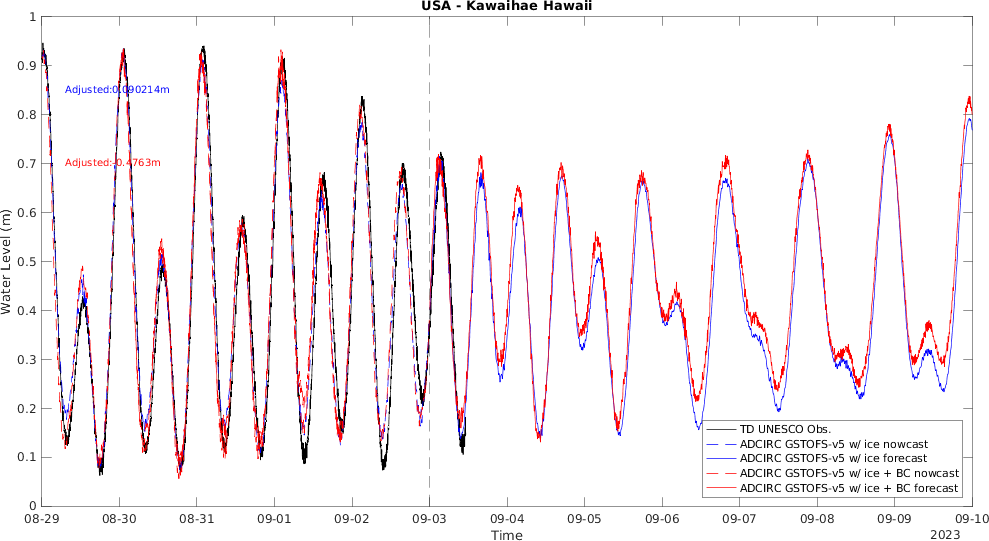 USA - Kawaihae Hawaii
1
0.9
0.8
0.7
0.6
0.5
0.4
0.3
0.2
0.1
0
Water Level (m)
Adjusted:0.090214m
Adjusted:-0.4763m
TD UNESCO Obs.
ADCIRC GSTOFS-v5 w/ ice nowcast
ADCIRC GSTOFS-v5 w/ ice forecast
ADCIRC GSTOFS-v5 w/ ice + BC nowcast
ADCIRC GSTOFS-v5 w/ ice + BC forecast
08-29 08-30 08-31 09-01 09-02 09-03 09-04 09-05 09-06 09-07 09-08 09-09 09-10
Time
2023